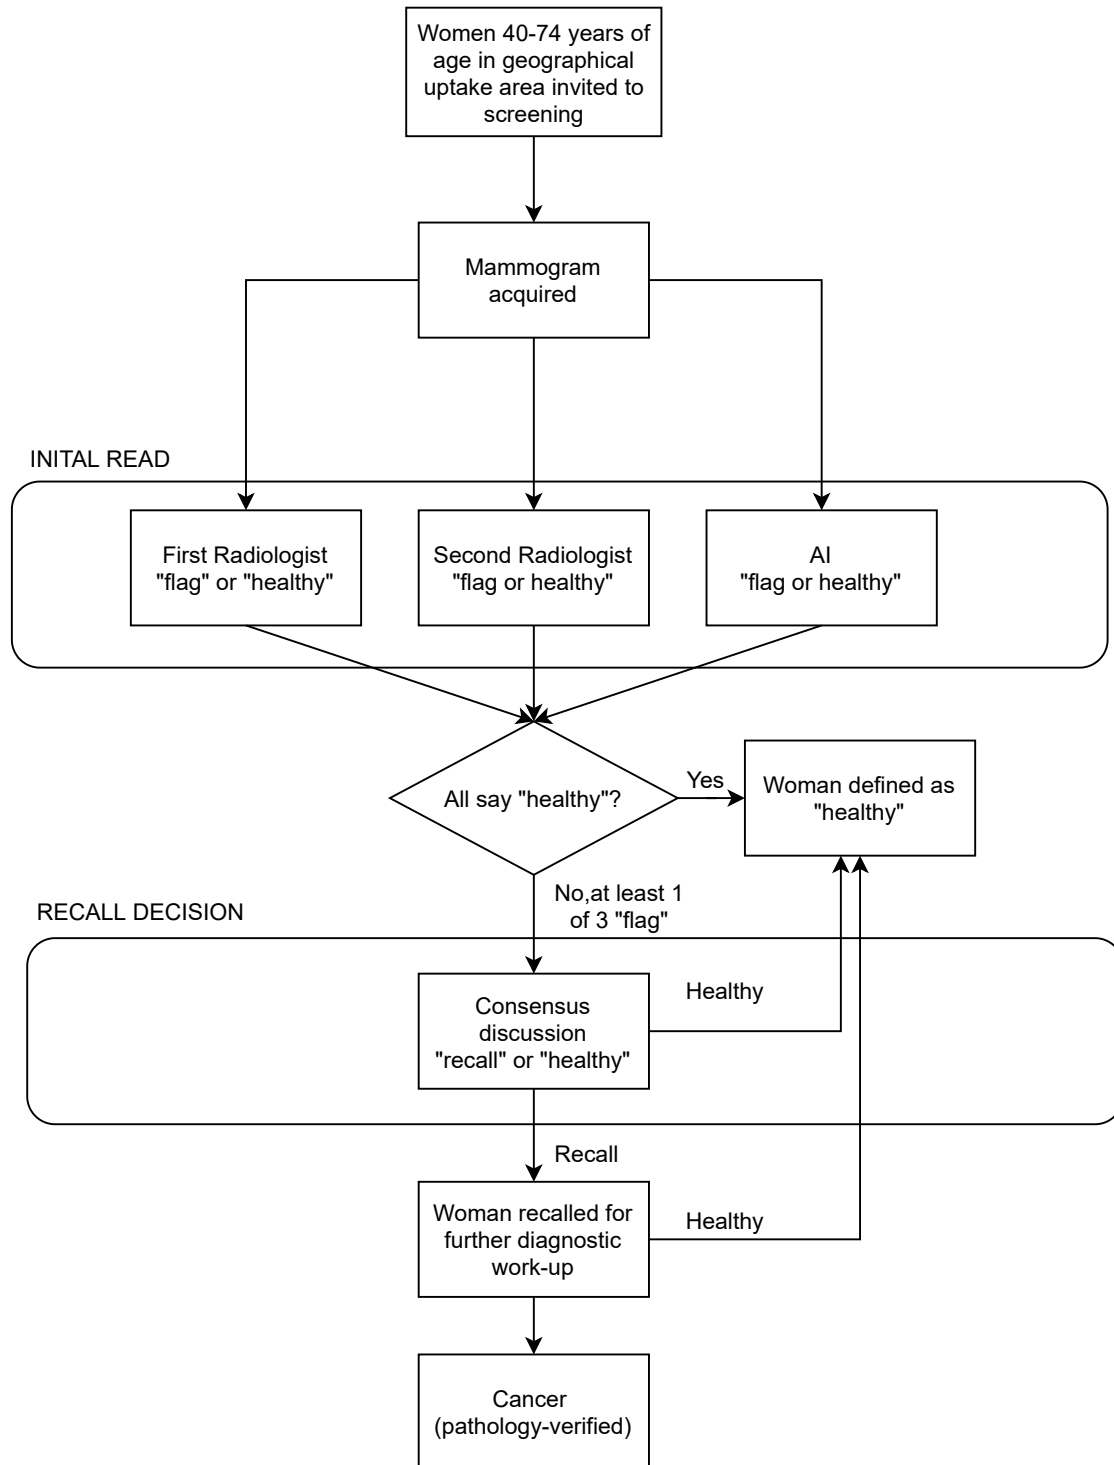 Women 40-74 years of
age in geographical
uptake area invited to
screening
Mammogram
acquired
INITAL READ
First Radiologist
"flag" or "healthy"
Second Radiologist
"flag or healthy"
AI
"flag or healthy"
All say "healthy"?
Yes
Woman defined as
"healthy"
No,at least 1
of 3 "flag"
RECALL DECISION
Consensus
discussion
"recall" or "healthy"
Healthy
Recall
Woman recalled for
further diagnostic
work-up
Healthy
Cancer
(pathology-verified)